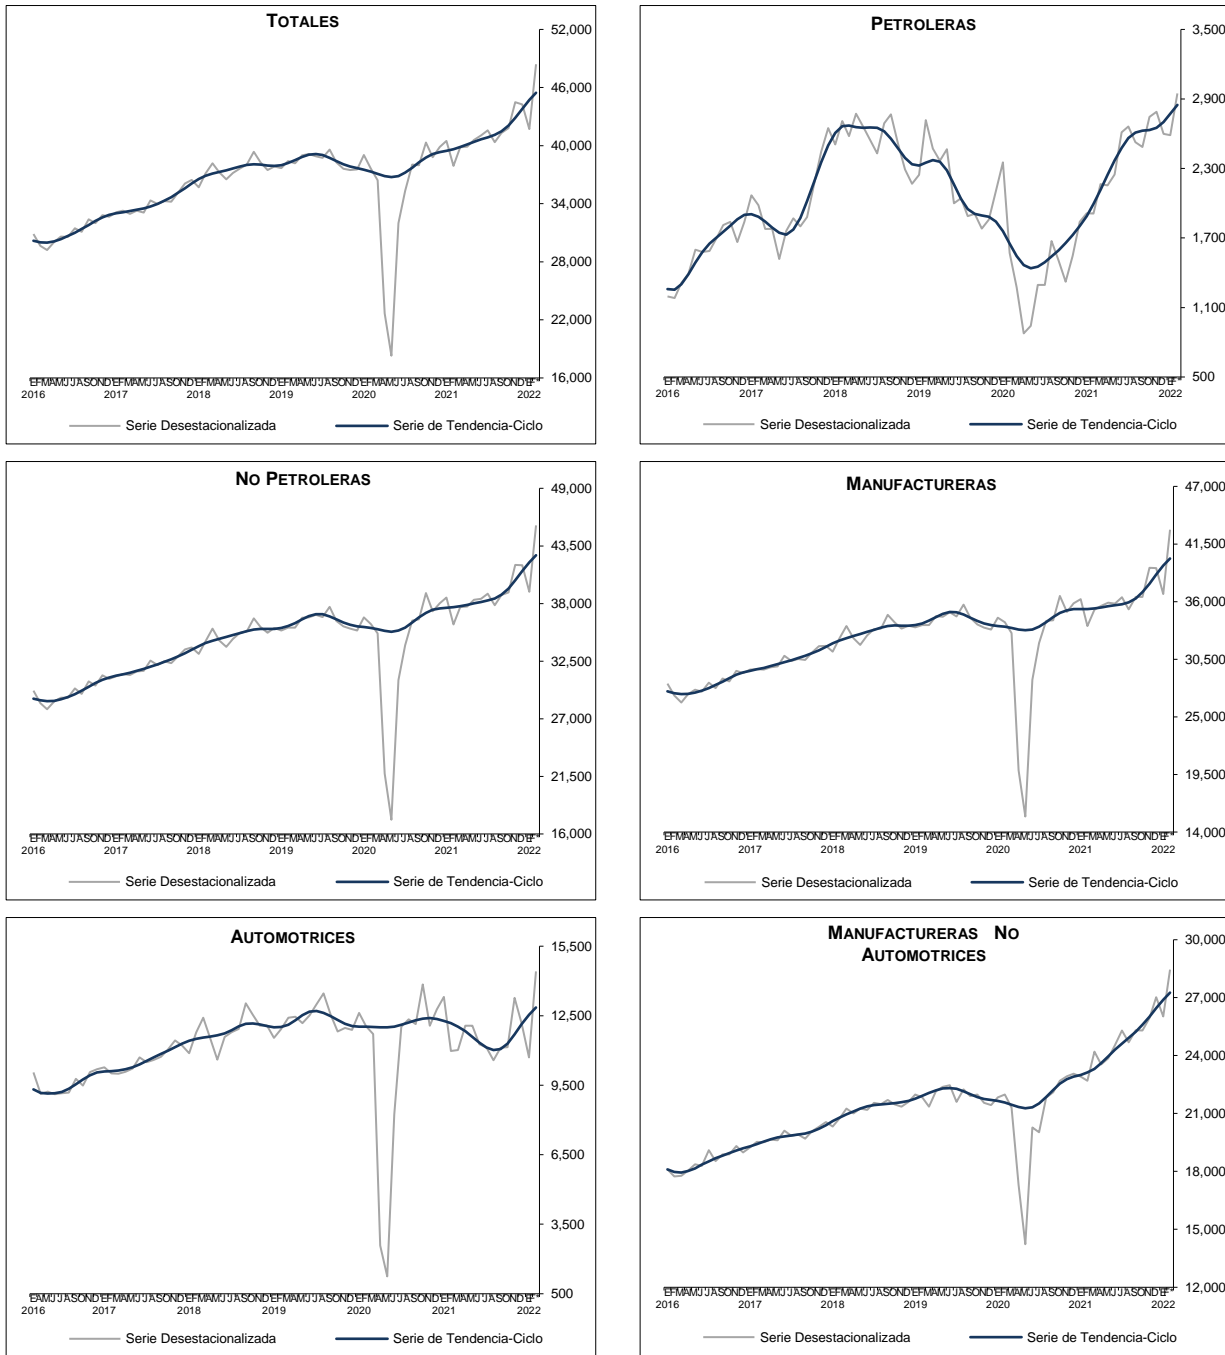 TOTALES
52,000
46,000
40,000
34,000
28,000
22,000
16,000
2016 2017 2018 2019 2020 2021 2022
Serie Desestacionalizada Serie de Tendencia-Ciclo
PETROLERAS
3,500
2,900
2,300
1,700
1,100
500
2016 2017 2018 2019 2020 2021 2022
Serie Desestacionalizada Serie de Tendencia-Ciclo
NO PETROLERAS
49,000
43,500
38,000
32,500
27,000
21,500
16,000
2016 2017 2018 2019 2020 2021 2022
Serie Desestacionalizada Serie de Tendencia-Ciclo
MANUFACTURERAS
47,000
41,500
36,000
30,500
25,000
19,500
14,000
2016 2017 2018 2019 2020 2021 2022
Serie Desestacionalizada Serie de Tendencia-Ciclo
AUTOMOTRICES
15,500
12,500
9,500
6,500
3,500
500
2016 2017 2018 2019 2020 2021 2022
Serie Desestacionalizada Serie de Tendencia-Ciclo
MANUFACTURERAS NO
AUTOMOTRICES
30,000
27,000
24,000
21,000
18,000
15,000
12,000
2016 2017 2018 2019 2020 2021 2022
Serie Desestacionalizada Serie de Tendencia-Ciclo